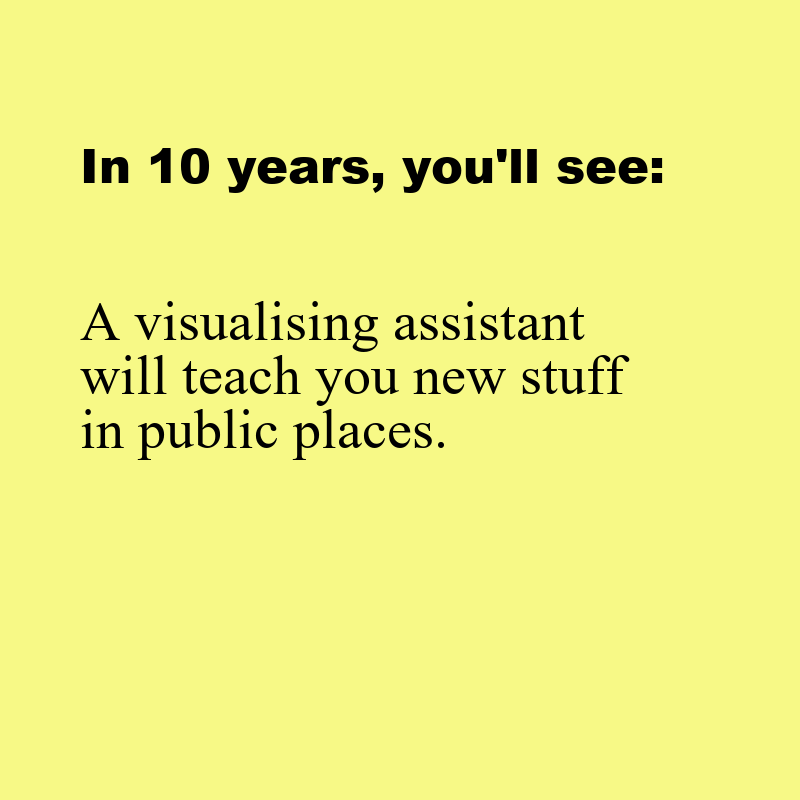 In 10 years, you'll see:
A visualising assistant
will teach you new stuff
in public places.